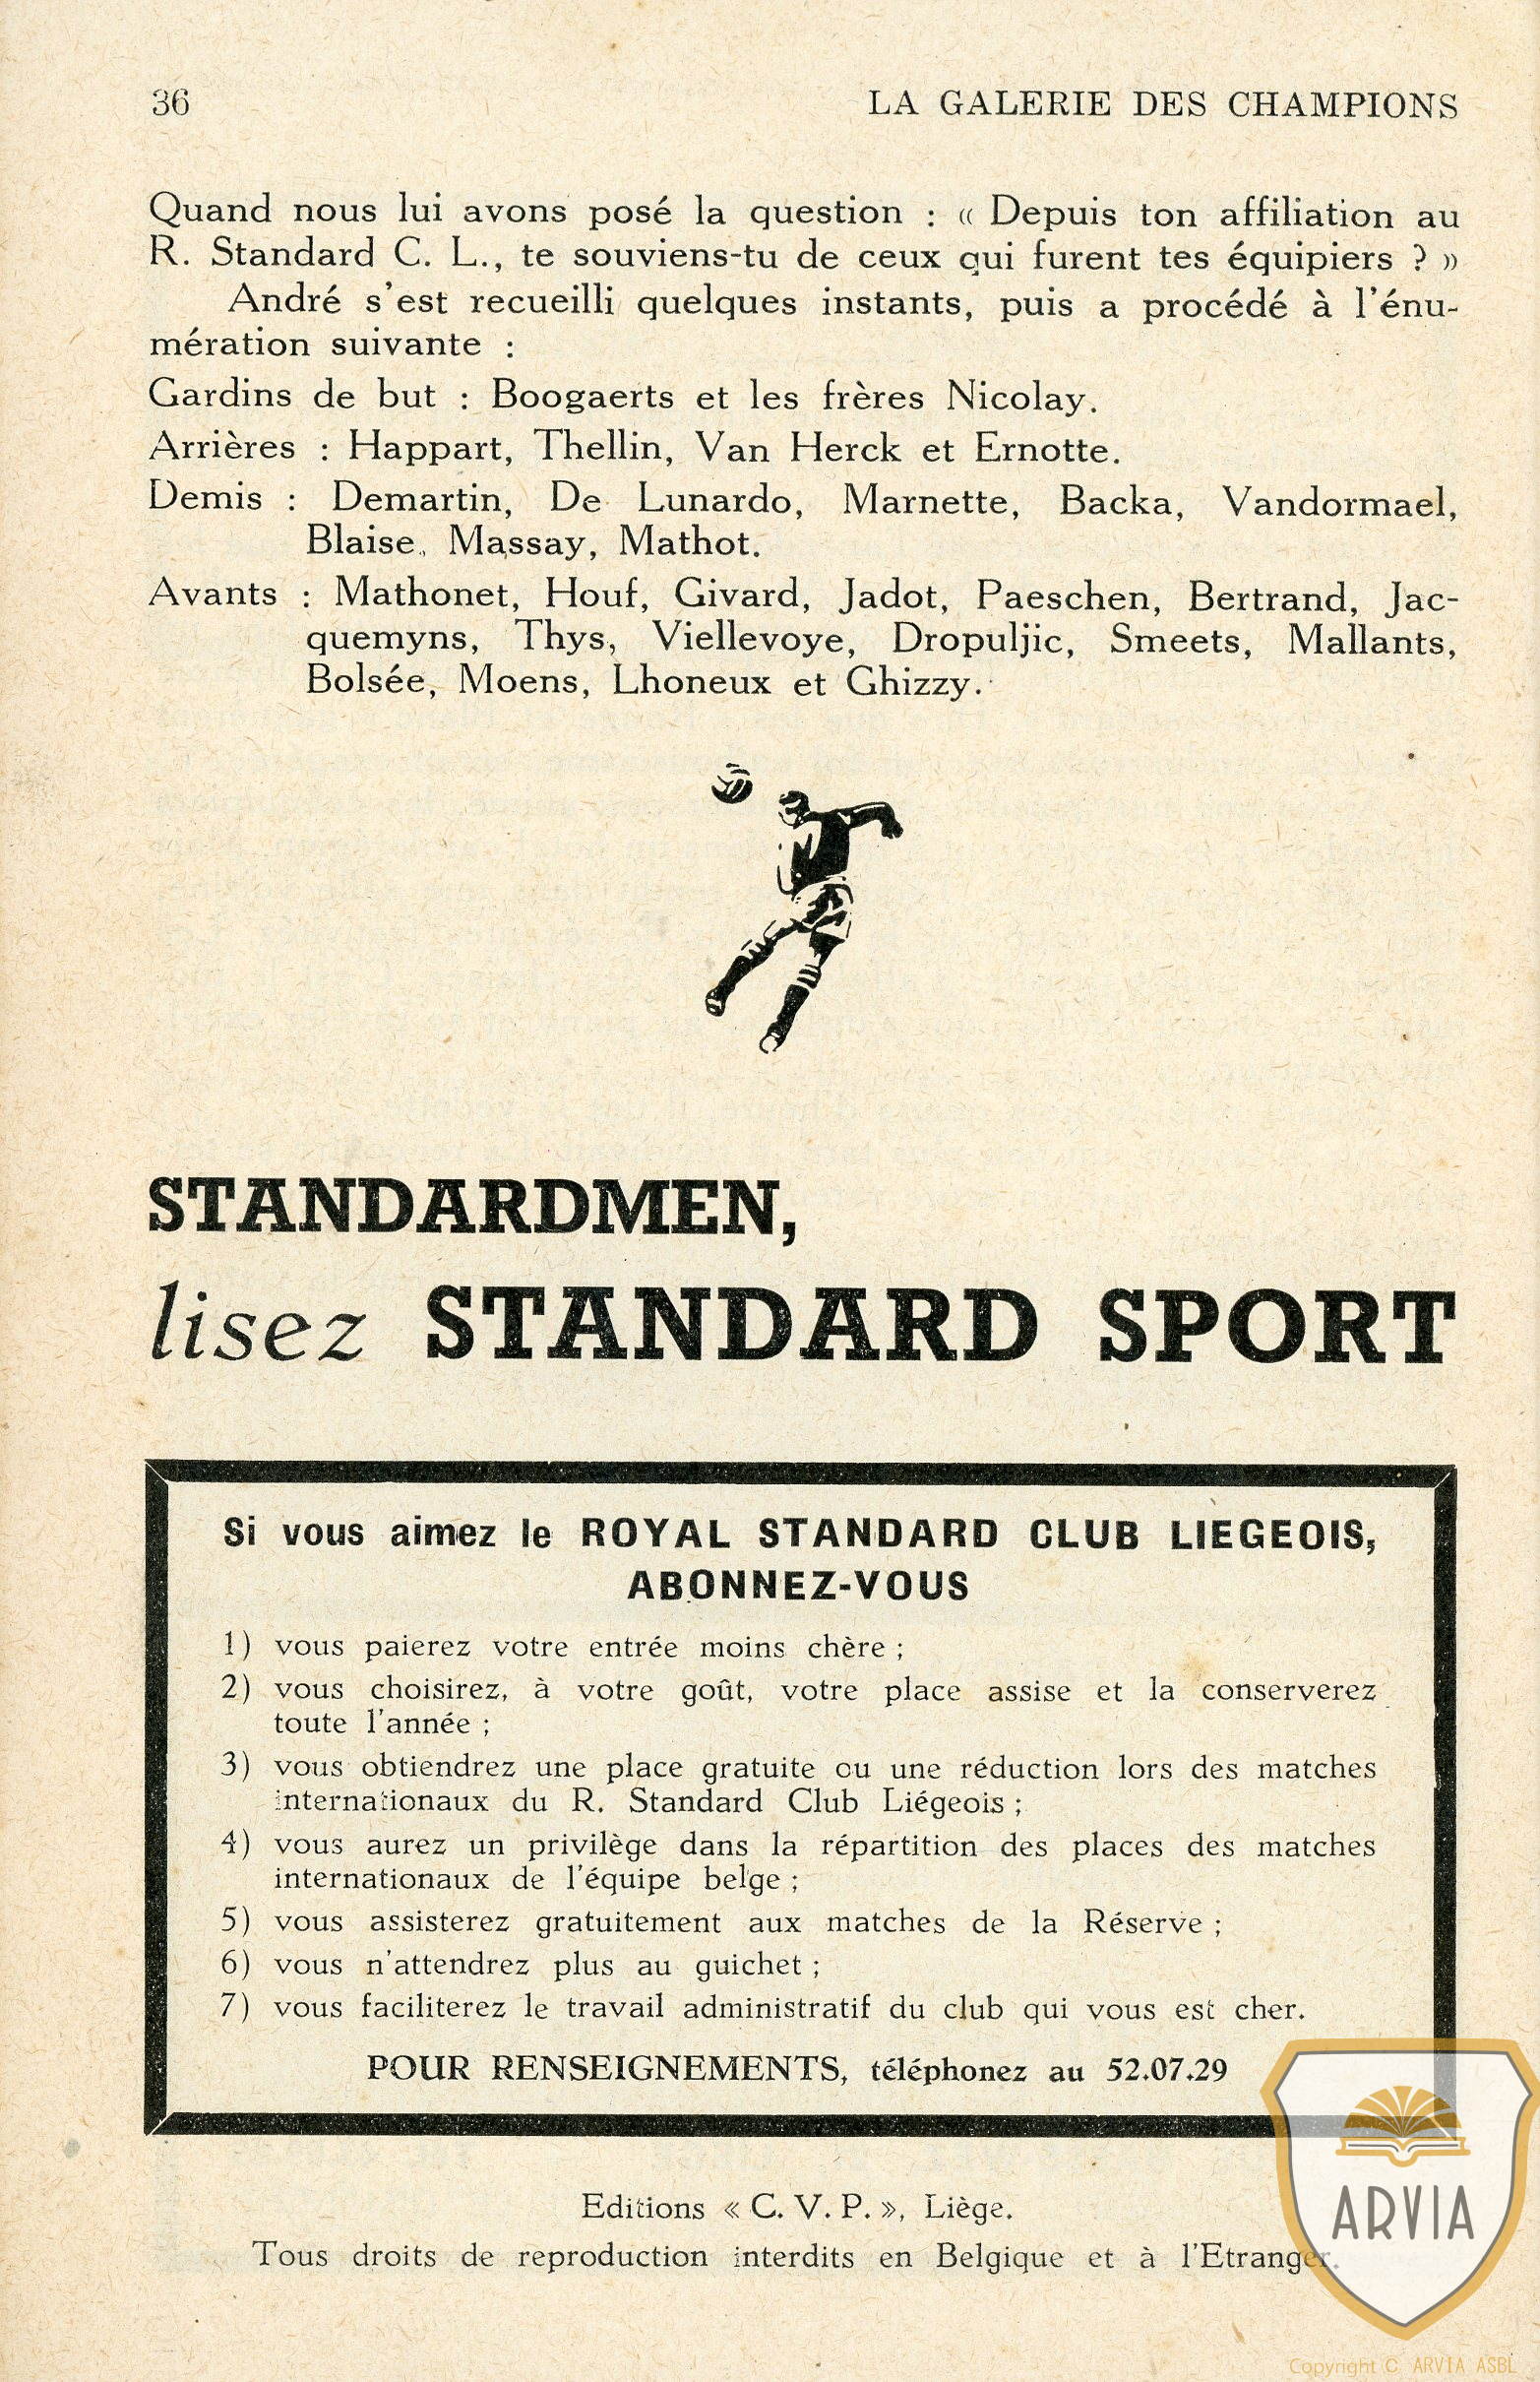 36 LA GALERIE DES CHAMPIONS
Quand nous lui avons posé la question : « Depuis ton affiliation au
R. Standard C. L., te souviens-tu de ceux qui furent tes équipiers ? »
André s'est recueilli quelques instants, puis a procédé à l'énu-
mération suivante :
Gardins de but : Boogaerts et les frères Nicolay.
Arrières : Happart, Thellin, Van Herck et Ernotte.
Demis : Demartin, De Lunardo, Marnette, Backa, Vandormael,
Blaise, Massay, Mathot.
Avants : Mathonet, Houf, Givard, Jadot, Paeschen, Bertrand, Jac-
quemyns, Thys, Viellevoye, Dropuljic, Smeets, Mallants,
Bolsée, Moens, Lhoneux et Ghizzy.
STANDARDMEN,
lisez STANDARD SPORT
Si vous aimez le ROYAL STANDARD CLUB LIEGEOIS,
ABONNEZ-VOUS
1) vous paierez votre entrée moins chère ;
2) vous choisirez, à votre goût, votre place assise et la conserverez
toute l'année ;
3) vous obtiendrez une place gratuite ou une réduction lors des matches
internationaux du R. Standard Club Liégeois ;
4) vous aurez un privilège dans la répartition des places des matches
internationaux de l'équipe belge ;
5) vous assisterez gratuitement aux matches de la Réserve ;
6) vous n'attendrez plus au guichet ;
7) vous faciliterez le travail administratif du club qui vous est cher.
POUR RENSEIGNEMENTS, téléphonez au 52.07.29
Editions « C. V. P. », Liège.
Tous droits de reproduction interdits en Belgique et à l'Etranger.
ARVIA
Copyright © ARVIA ASBL